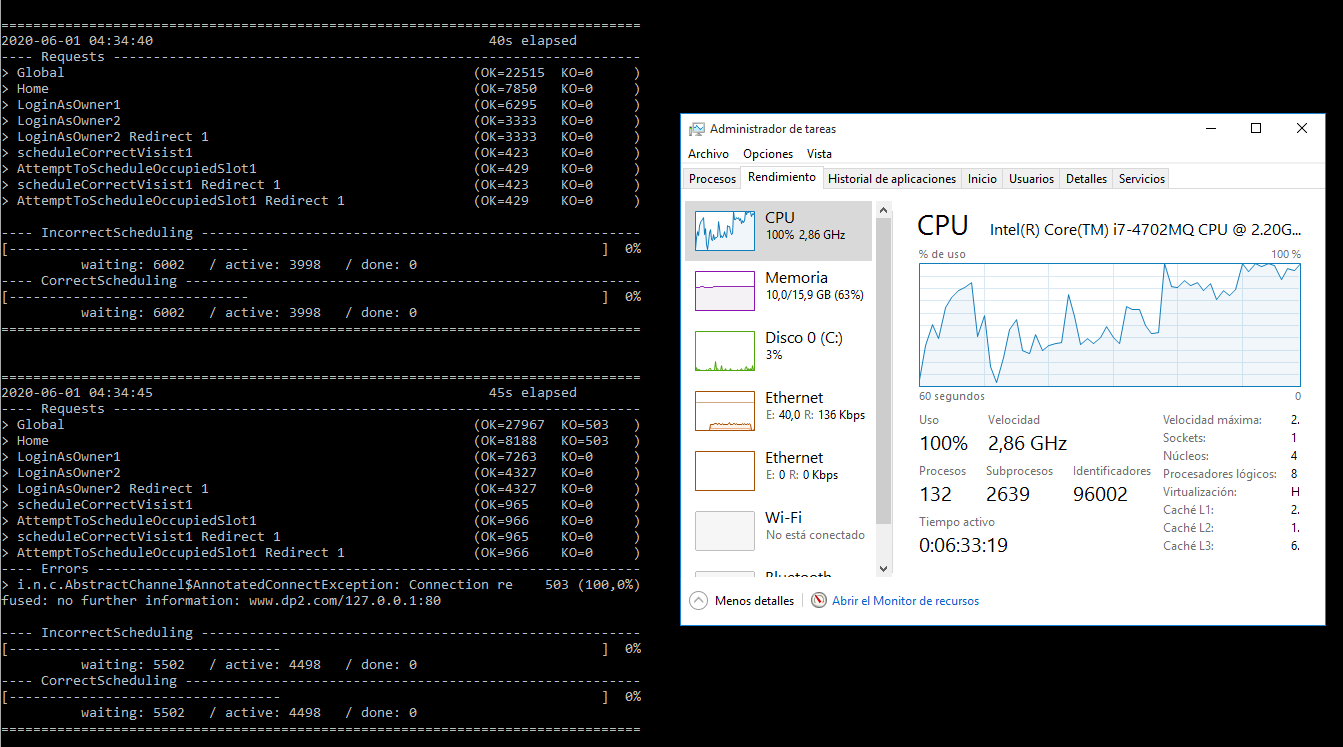 ================================================================================
2020-06-01 04:34:40                                          40s elapsed
---- Requests ------------------------------------------------------------------
> Global                                                   (OK=22515  KO=0     )
> Home                                                     (OK=7850   KO=0     )
> LoginAsOwner1                                            (OK=6295   KO=0     )
> LoginAsOwner2                                            (OK=3333   KO=0     )
> LoginAsOwner2 Redirect 1                                 (OK=3333   KO=0     )
> scheduleCorrectVisist1                                   (OK=423    KO=0     )
> AttemptToScheduleOccupiedSlot1                           (OK=429    KO=0     )
> scheduleCorrectVisist1 Redirect 1                        (OK=423    KO=0     )
> AttemptToScheduleOccupiedSlot1 Redirect 1                (OK=429    KO=0     )
---- IncorrectScheduling -------------------------------------------------------
[------------------------------                                            ]  0%
          waiting: 6002   / active: 3998   / done: 0
---- CorrectScheduling ---------------------------------------------------------
[------------------------------                                            ]  0%
          waiting: 6002   / active: 3998   / done: 0
================================================================================
================================================================================
2020-06-01 04:34:45                                          45s elapsed
---- Requests ------------------------------------------------------------------
> Global                                                   (OK=27967  KO=503   )
> Home                                                     (OK=8188   KO=503   )
> LoginAsOwner1                                            (OK=7263   KO=0     )
> LoginAsOwner2                                            (OK=4327   KO=0     )
> LoginAsOwner2 Redirect 1                                 (OK=4327   KO=0     )
> scheduleCorrectVisist1                                   (OK=965    KO=0     )
> AttemptToScheduleOccupiedSlot1                           (OK=966    KO=0     )
> scheduleCorrectVisist1 Redirect 1                        (OK=965    KO=0     )
> AttemptToScheduleOccupiedSlot1 Redirect 1                (OK=966    KO=0     )
---- Errors --------------------------------------------------------------------
> i.n.c.AbstractChannel$AnnotatedConnectException: Connection re    503 (100,0%)
fused: no further information: www.dp2.com/127.0.0.1:80
---- IncorrectScheduling -------------------------------------------------------
[----------------------------------                                        ]  0%
          waiting: 5502   / active: 4498   / done: 0
---- CorrectScheduling ---------------------------------------------------------
[----------------------------------                                        ]  0%
          waiting: 5502   / active: 4498   / done: 0
================================================================================
Administrador de tareas
Archivo Opciones Vista
Procesos Rendimiento Historial de aplicaciones Inicio Usuarios Detalles Servicios
CPU
100% 2,86 GHz
Memoria
10,0/15,9 GB (63%)
Disco 0 (C:)
3%
Ethernet
E: 40,0 R: 136 Kbps
Ethernet
E: 0 R: 0 Kbps
Wi-Fi
No está conectado
Bluetooth
CPU Intel(R) Core(TM) i7-4702MQ CPU @ 2.20G...
% de uso 100 %
60 segundos 0
Uso Velocidad
100% 2,86 GHz
Procesos Subprocesos Identificadores
132 2639 96002
Tiempo activo
0:06:33:19
Velocidad máxima: 2.
Sockets: 1
Núcleos: 4
Procesadores lógicos: 8
Virtualización: H
Caché L1: 2.
Caché L2: 1.
Caché L3: 6.
Menos detalles Abrir el Monitor de recursos